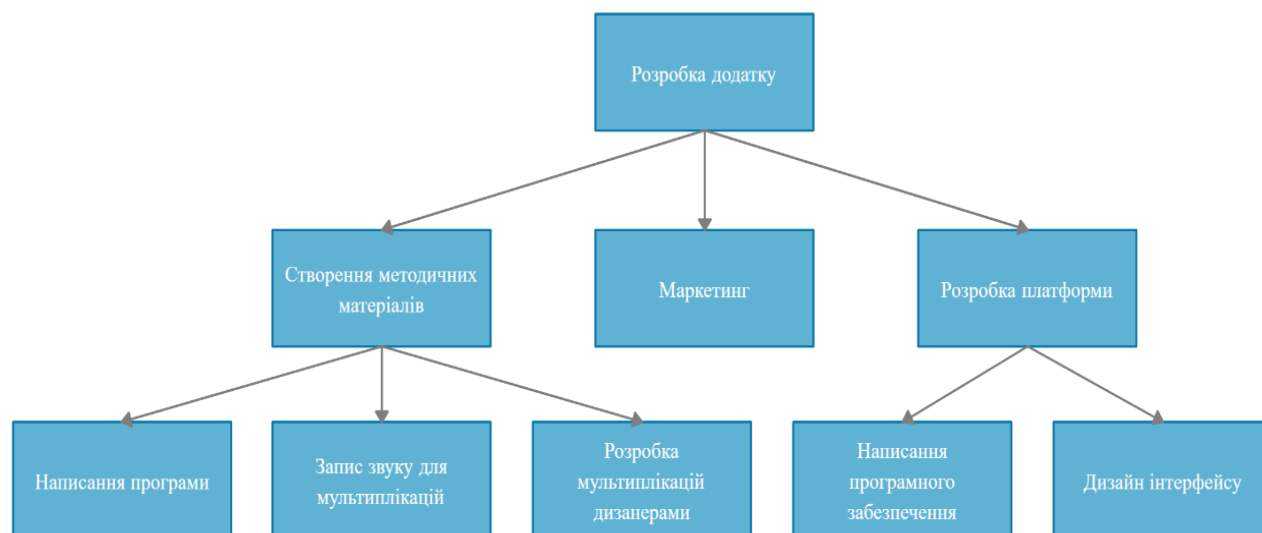 Розробка додатку
Створення методичних
матеріалів
Маркетинг
Розробка платформи
Написання програми
Запис звуку для
мультиплікацій
Розробка
мультиплікацій
дизанерами
Написання
програмного
забезпечення
Дизайн інтерфейсу